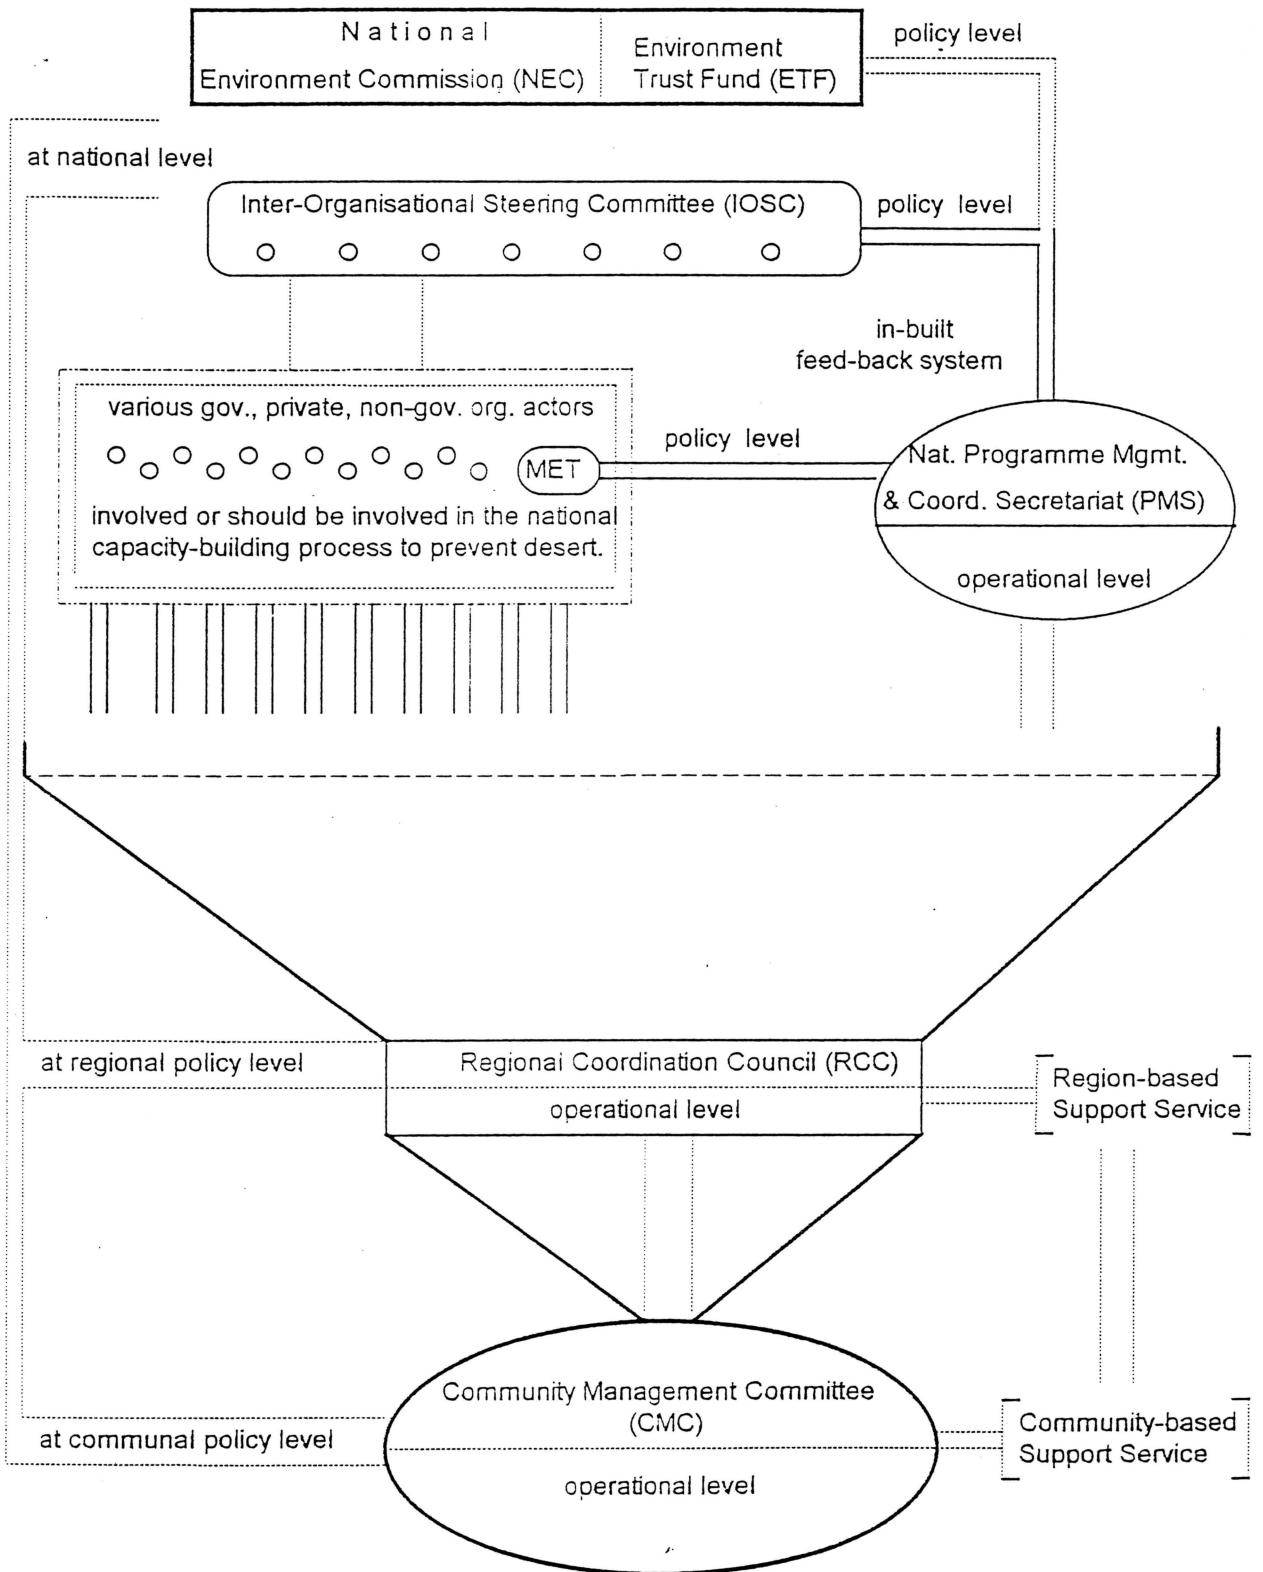 National
Environment Commission (NEC)
Environment
Trust Fund (ETF)
policy level
at national level
Inter-Organisational Steering Committee (IOSC)
policy level
in-built
feed-back system
various gov., private, non-gov. org. actors
MET
policy level
involved or should be involved in the national
capacity-building process to prevent desert.
Nat. Programme Mgmt.
& Coord. Secretariat (PMS)
operational level
at regional policy level
Regional Coordination Council (RCC)
operational level
Region-based
Support Service
Community Management Committee
(CMC)
at communal policy level
operational level
Community-based
Support Service